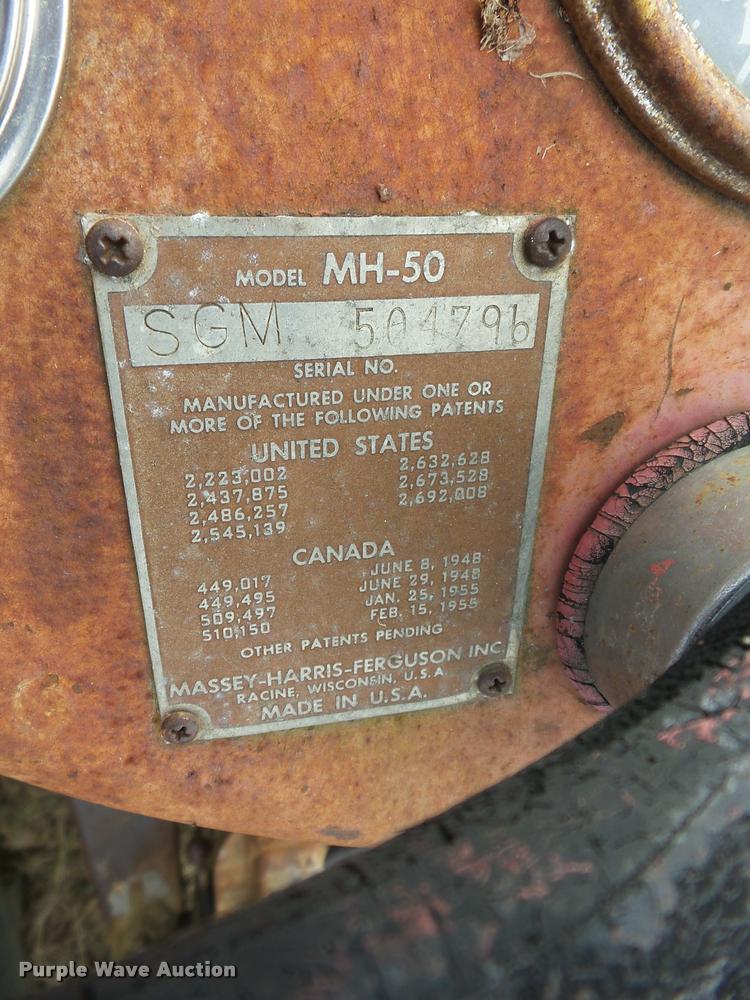 MODEL MH-50
SGM 504796
SERIAL NO.
MANUFACTURED UNDER ONE OR
MORE OF THE FOLLOWING PATENTS
UNITED STATES
2,223,002 2,632,628
2,437,875 2,673,528
2,486,257 2,692,008
2,545,139
CANADA
449,017 JUNE 8, 1948
449,495 JUNE 29, 1948
509,497 JAN. 25, 1955
510,150 FEB. 15, 1955
OTHER PATENTS PENDING
MASSEY-HARRIS-FERGUSON INC.
RACINE, WISCONSIN, U.S.A.
MADE IN U.S.A.
Purple Wave Auction